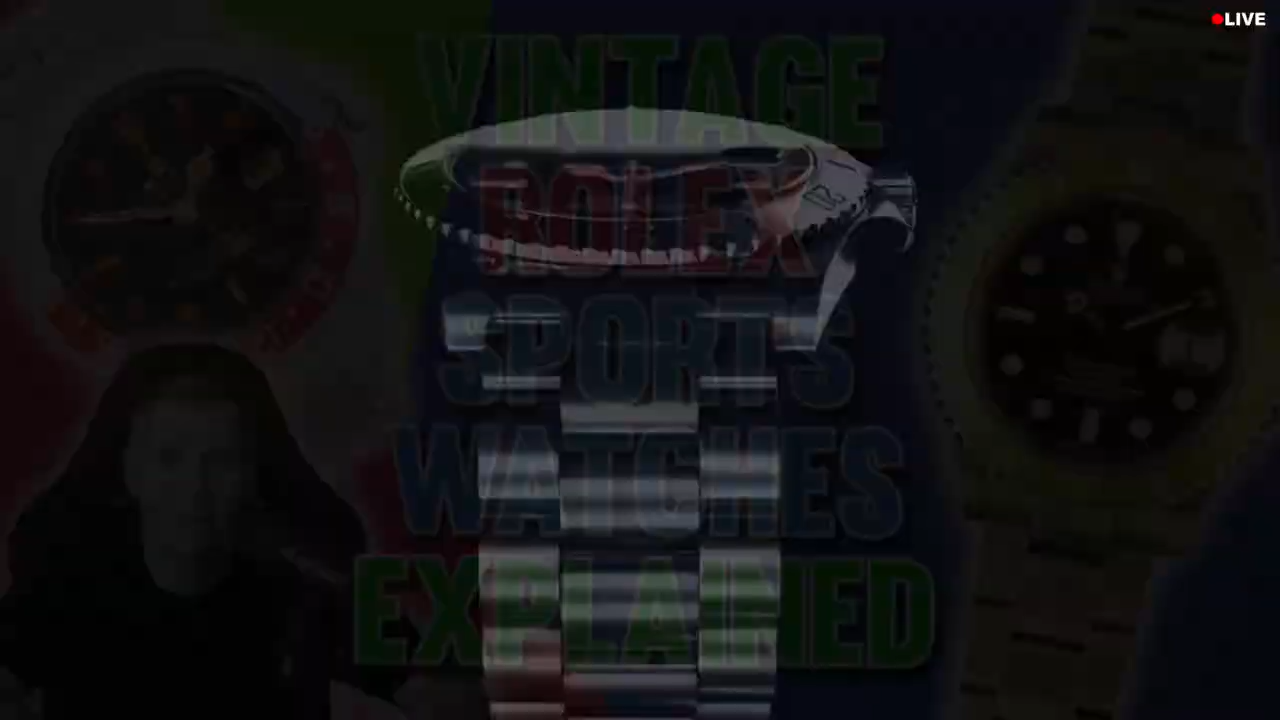 LIVE
VINTAGE
ROLEX
SPORTS
WATCHES
EXPLAINED